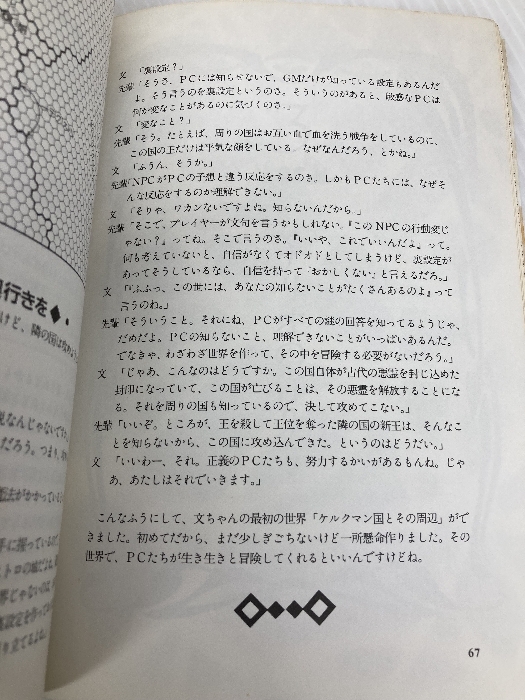 文　「裏設定？」
先輩「そうさ、ＰＣには知らせないで、ＧＭだけが知っている設定もあるんだ
よ。そう言うのを裏設定というのさ。そういうのがあると、敏感なＰＣは
何か変なことがあるのに気づくのさ。」
文　「変なこと？」
先輩「そう。たとえば、周りの国はお互い血で血を洗う戦争をしているのに、
この国の王だけは平気な顔をしている。なぜなんだろう、とかね。」
文　「ふうん、そうか。」
先輩「ＮＰＣがＰＣの予想と違う反応をするのさ。しかもＰＣたちには、なぜそ
んな反応をするのか理解できない。」
文　「そりゃ、ワカンないですよね。知らないんだから。」
先輩「そこで、プレイヤーが文句を言うかもしれない。『このＮＰＣの行動変じ
ゃない？』ってね。そこで言うのさ。『いいや、これでいいんだよ』って。
何も考えていないと、自信がなくてオドオドとしてしまうけど、裏設定が
あってそうしているなら、自信を持って『おかしくない』と言えるだろ。」
文　「『ふふっ、この世には、あなたの知らないことがたくさんあるのよ』って
言うのね。」
先輩「そういうこと。それにね、ＰＣがすべての謎の回答を知ってるようじゃ、
だめだよ。ＰＣの知らないこと、理解できないことがいっぱいあるんだ。
でなきゃ、わざわざ世界を作って、その中を冒険する必要がないだろう。」
文　「じゃあ、こんなのはどうですか。この国自体が古代の悪霊を封じ込めた
封印になっていて、この国が亡びることは、その悪霊を解放することにな
る。それを周りの国も知っているので、決して攻めてこない。」
先輩「いいぞ。ところが、王を殺して王位を奪った隣の国の新王は、そんなこ
とを知らないから、この国に攻め込んできた。というのはどうだい。」
文　「いいわー、それ。正義のＰＣたちも、努力するかいがあるもんね。じゃ
あ、あたしはそれでいきます。」
こんなふうにして、文ちゃんの最初の世界「ケルクマン国とその周辺」がで
きました。初めてだから、まだ少しぎごちないけど一所懸命作りました。その
世界で、ＰＣたちが生き生きと冒険してくれるといいんですけどね。
67
行きを◆・